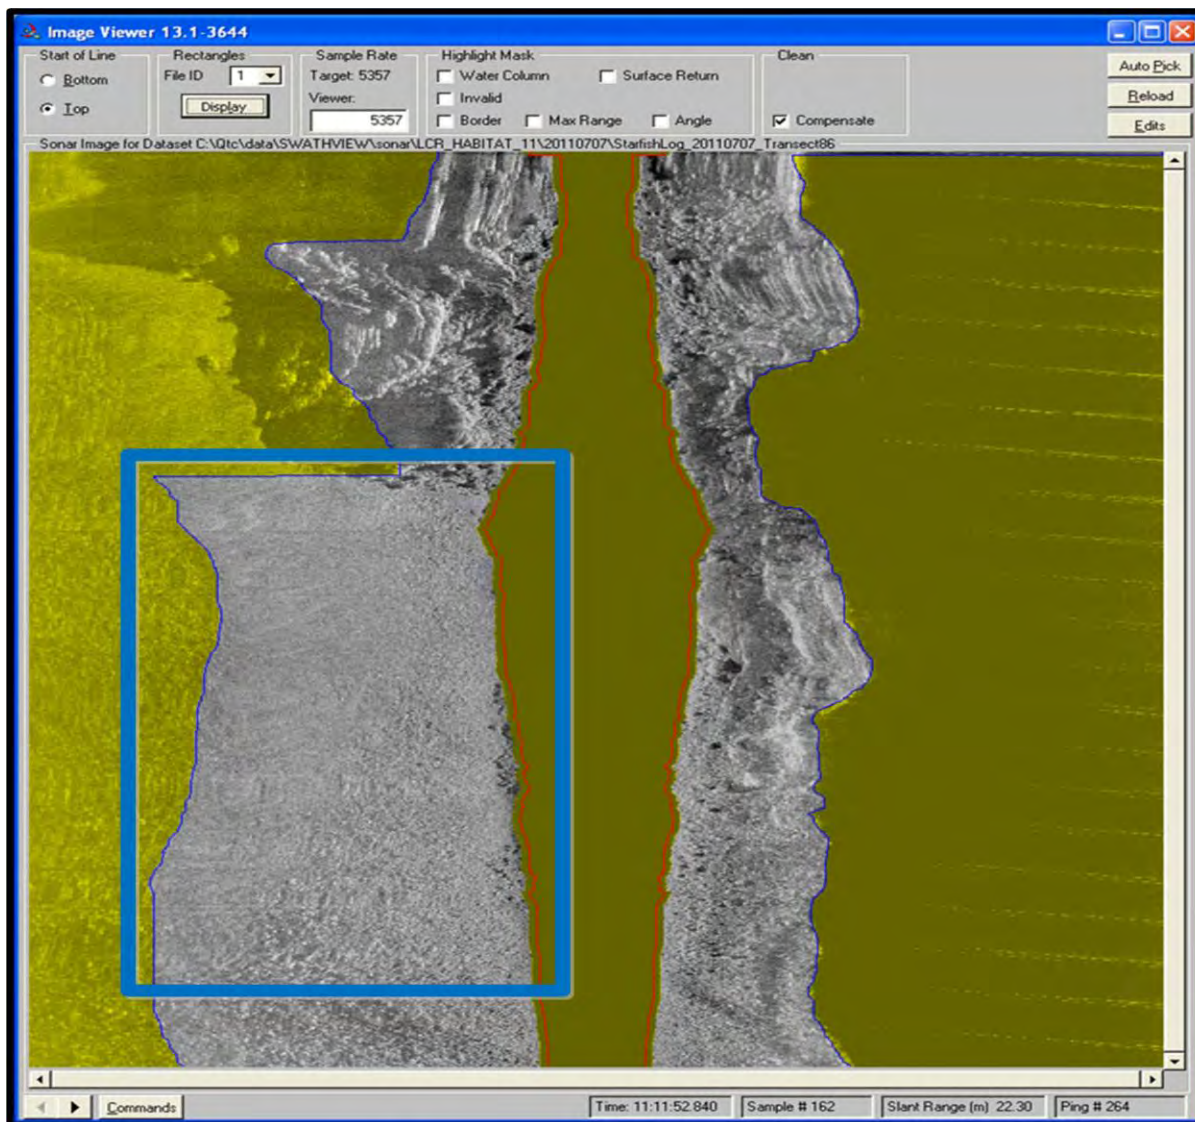 Image Viewer 13.1-3644
Start of Line
Bottom
Top
Rectangles
File ID 1
Display
Sample Rate
Target: 5357
Viewer:
5357
Highlight Mask
Water Column Surface Return
Invalid
Border Max Range Angle
Clean
Compensate
Auto Pick
Reload
Edits
Sonar Image for Dataset C:\Qtc\data\SWATHVIEW\sonar\LCR_HABITAT_11\20110707\StarfishLog_20110707_Transect86
Commands
Time: 11:11:52.840 Sample # 162 Slant Range (m) 22.30 Ping # 264